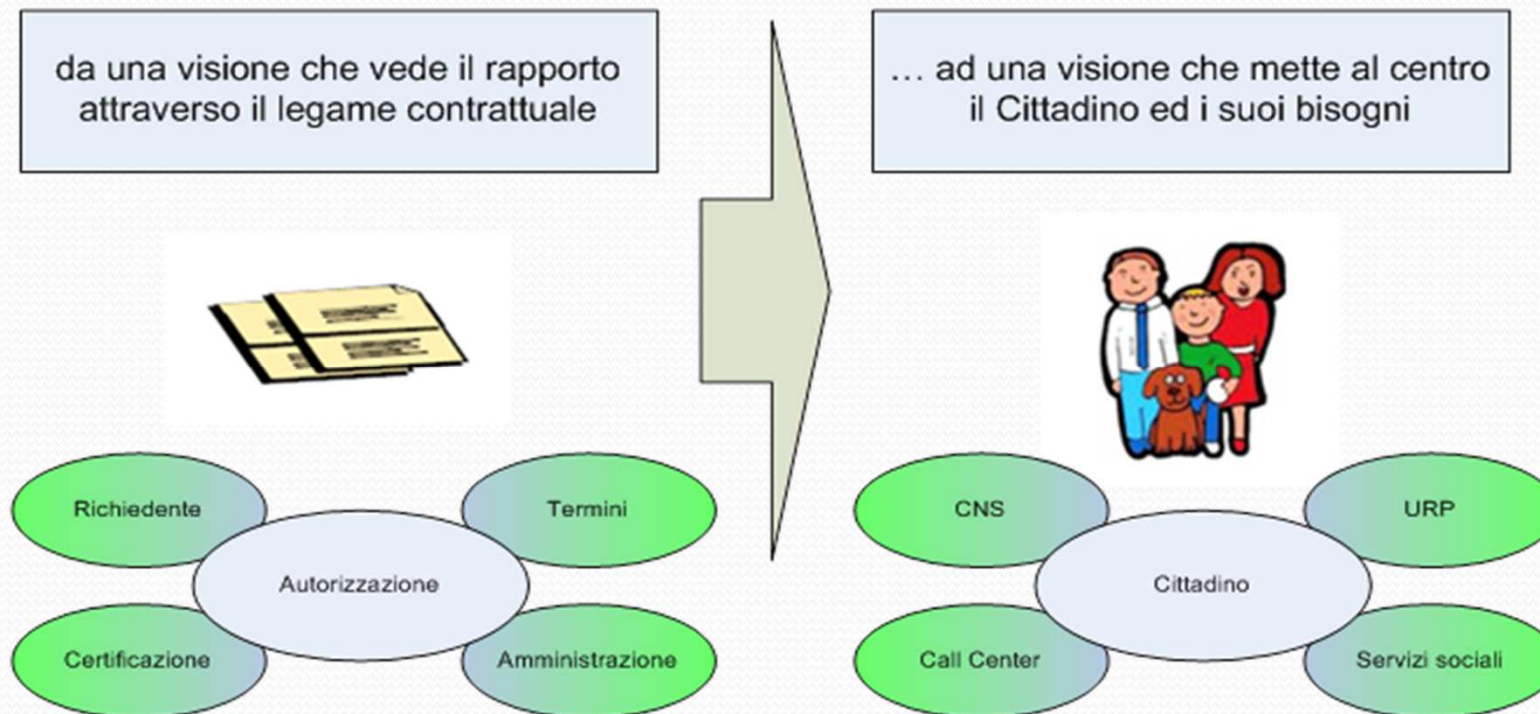 da una visione che vede il rapporto
attraverso il legame contrattuale
… ad una visione che mette al centro
il Cittadino ed i suoi bisogni
Richiedente
Termini
Autorizzazione
Certificazione
Amministrazione
CNS
URP
Cittadino
Call Center
Servizi sociali